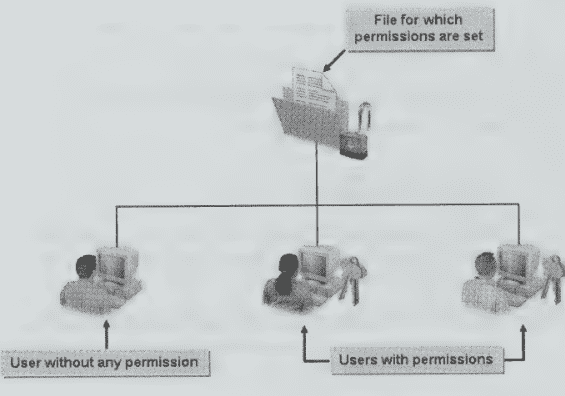 File for which
permissions are set
User without any permission
Users with permissions